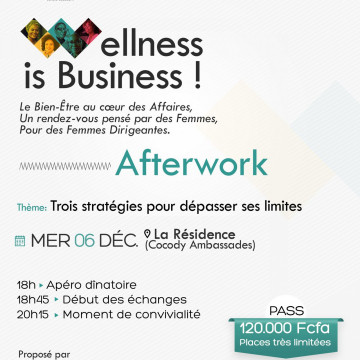 Wellness
is Business !
Le Bien-Être au cœur des Affaires,
Un rendez-vous pensé par des Femmes,
Pour des Femmes Dirigeantes.
Afterwork
Thème: Trois stratégies pour dépasser ses limites
MER 06 DÉC. La Résidence
(Cocody Ambassades)
18h Apéro dînatoire
18h45 Début des échanges
20h15 Moment de convivialité
PASS
120.000 Fcfa
Places très limitées
Proposé par